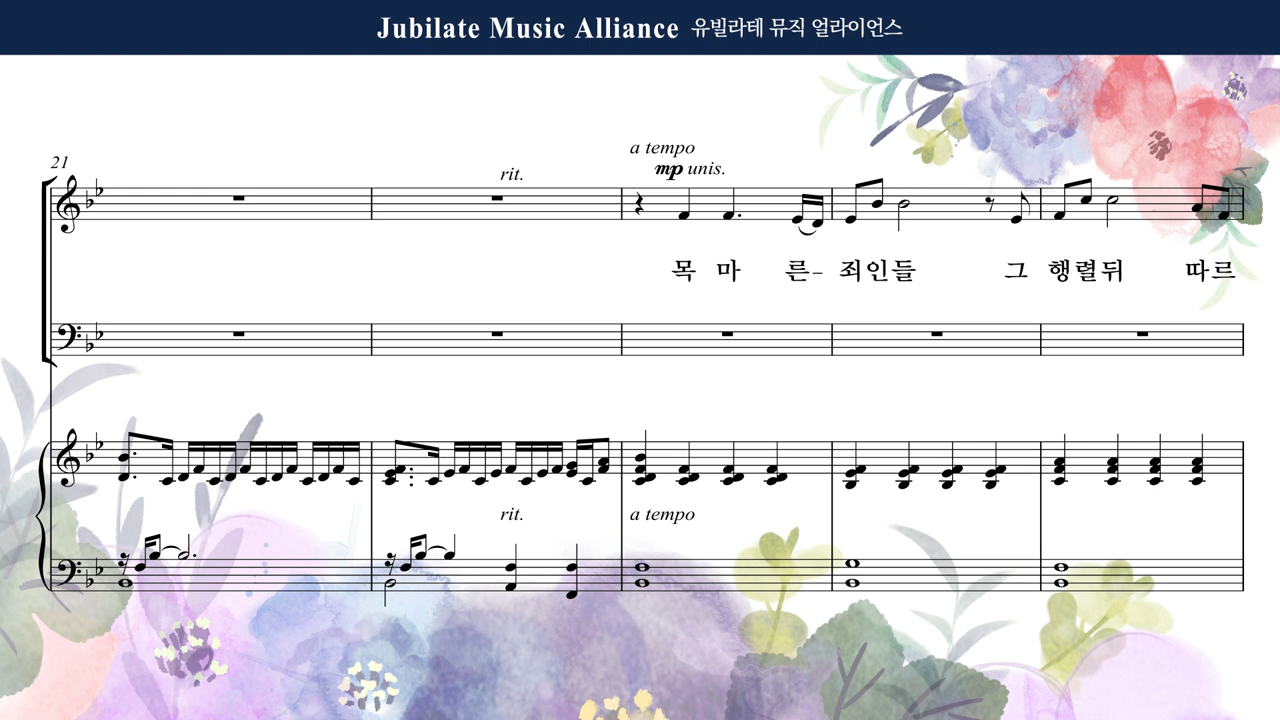 Jubilate Music Alliance 유빌라테 뮤직 얼라이언스
21
rit.
a tempo
mp unis.
목 마 른- 죄인들 그 행렬뒤 따르
rit.
a tempo